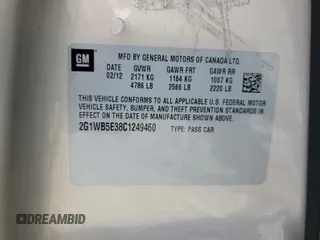 GM
MFD BY GENERAL MOTORS OF CANADA LTD.
DATE GVWR GAWR FRT GAWR RR
02/12 2171 KG 1164 KG 1007 KG
4786 LB 2566 LB 2220 LB
THIS VEHICLE CONFORMS TO ALL APPLICABLE U.S. FEDERAL MOTOR
VEHICLE SAFETY, BUMPER, AND THEFT PREVENTION STANDARDS
IN EFFECT ON THE DATE OF MANUFACTURE SHOWN ABOVE.
2G1WB5E38C1249460 TYPE: PASS CAR
DREAMBID